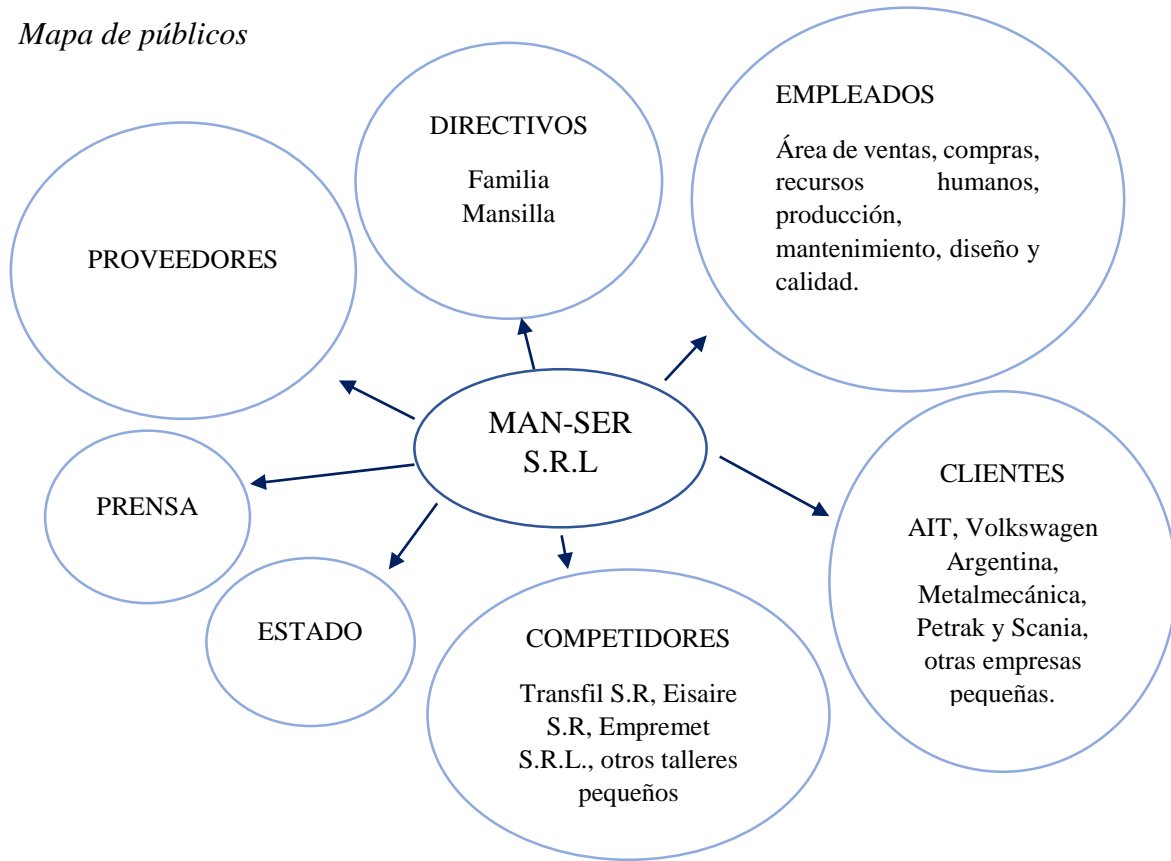 Mapa de públicos
DIRECTIVOS
Familia
Mansilla
EMPLEADOS
Área de ventas, compras,
recursos humanos,
producción,
mantenimiento, diseño y
calidad.
PROVEEDORES
MAN-SER
S.R.L
PRENSA
ESTADO
CLIENTES
AIT, Volkswagen
Argentina,
Metalmecánica,
Petrak y Scania,
otras empresas
pequeñas.
COMPETIDORES
Transfil S.R, Eisaire
S.R, Empremet
S.R.L., otros talleres
pequeños